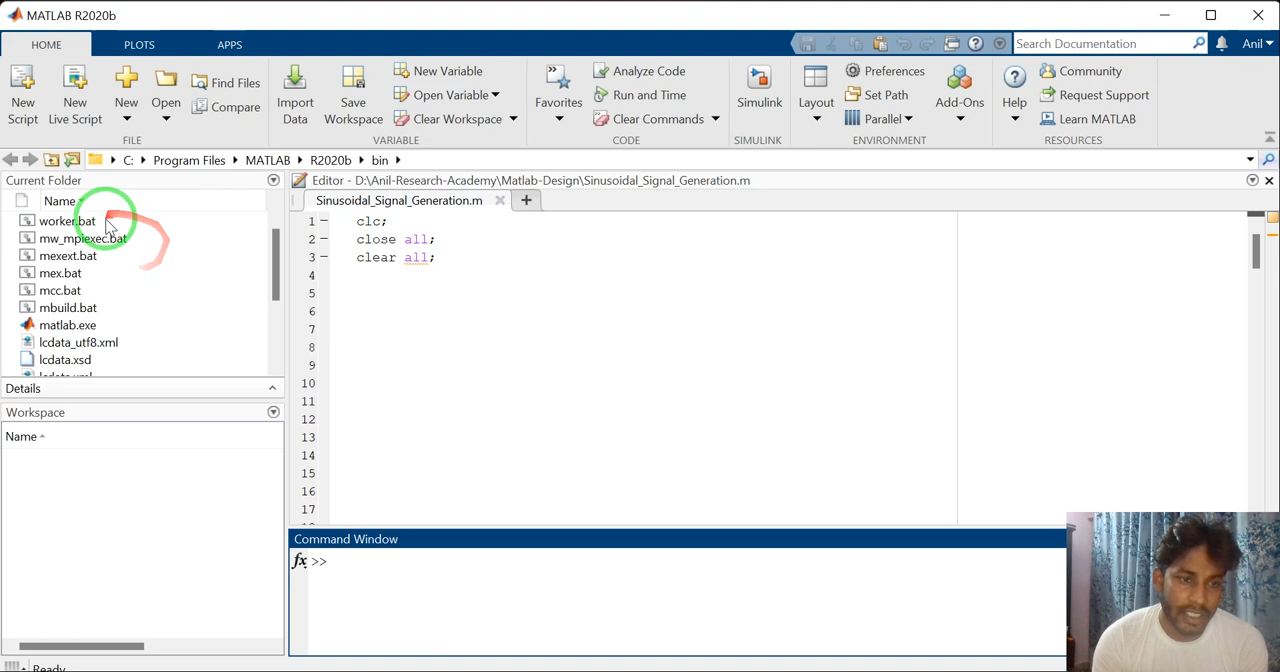 MATLAB R2020b
HOME PLOTS APPS Search Documentation Anil
New Script New Live Script New Open Find Files Compare Import Data Save Workspace New Variable Open Variable Clear Workspace Favorites Analyze Code Run and Time Clear Commands Simulink Layout Preferences Set Path Parallel Add-Ons Help Community Request Support Learn MATLAB
FILE VARIABLE CODE SIMULINK ENVIRONMENT RESOURCES
C: Program Files MATLAB R2020b bin
Current Folder
Name
worker.bat
mw_mpiexec.bat
mexext.bat
mex.bat
mcc.bat
mbuild.bat
matlab.exe
lcdata_utf8.xml
lcdata.xsd
Details
Workspace
Name
Editor - D:\Anil-Research-Academy\Matlab-Design\Sinusoidal_Signal_Generation.m
Sinusoidal_Signal_Generation.m
1 clc;
2 close all;
3 clear all;
4
5
6
7
8
9
10
11
12
13
14
15
16
17
Command Window
fx >>
Ready